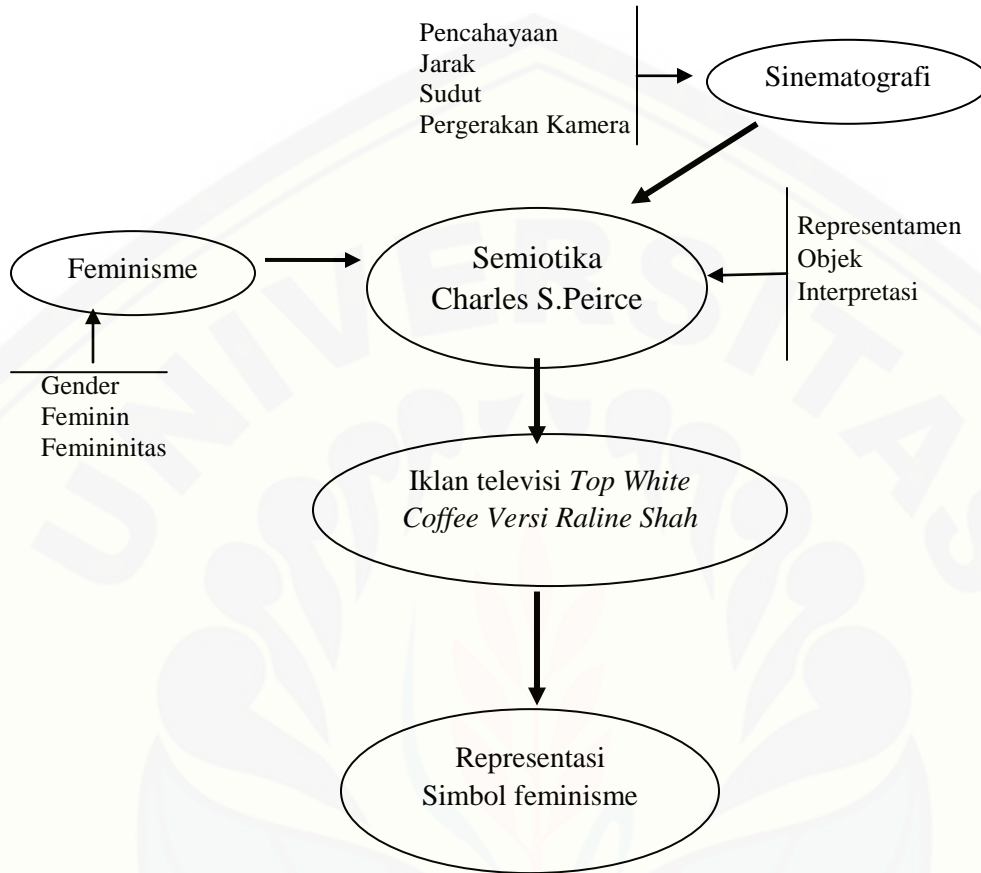 Pencahayaan
Jarak
Sudut
Pergerakan Kamera
Sinematografi
Representamen
Objek
Interpretasi
Semiotika
Charles S.Peirce
Feminisme
Gender
Feminin
Femininitas
Iklan televisi Top White
Coffee Versi Raline Shah
Representasi
Simbol feminisme
UNIVERSITAS